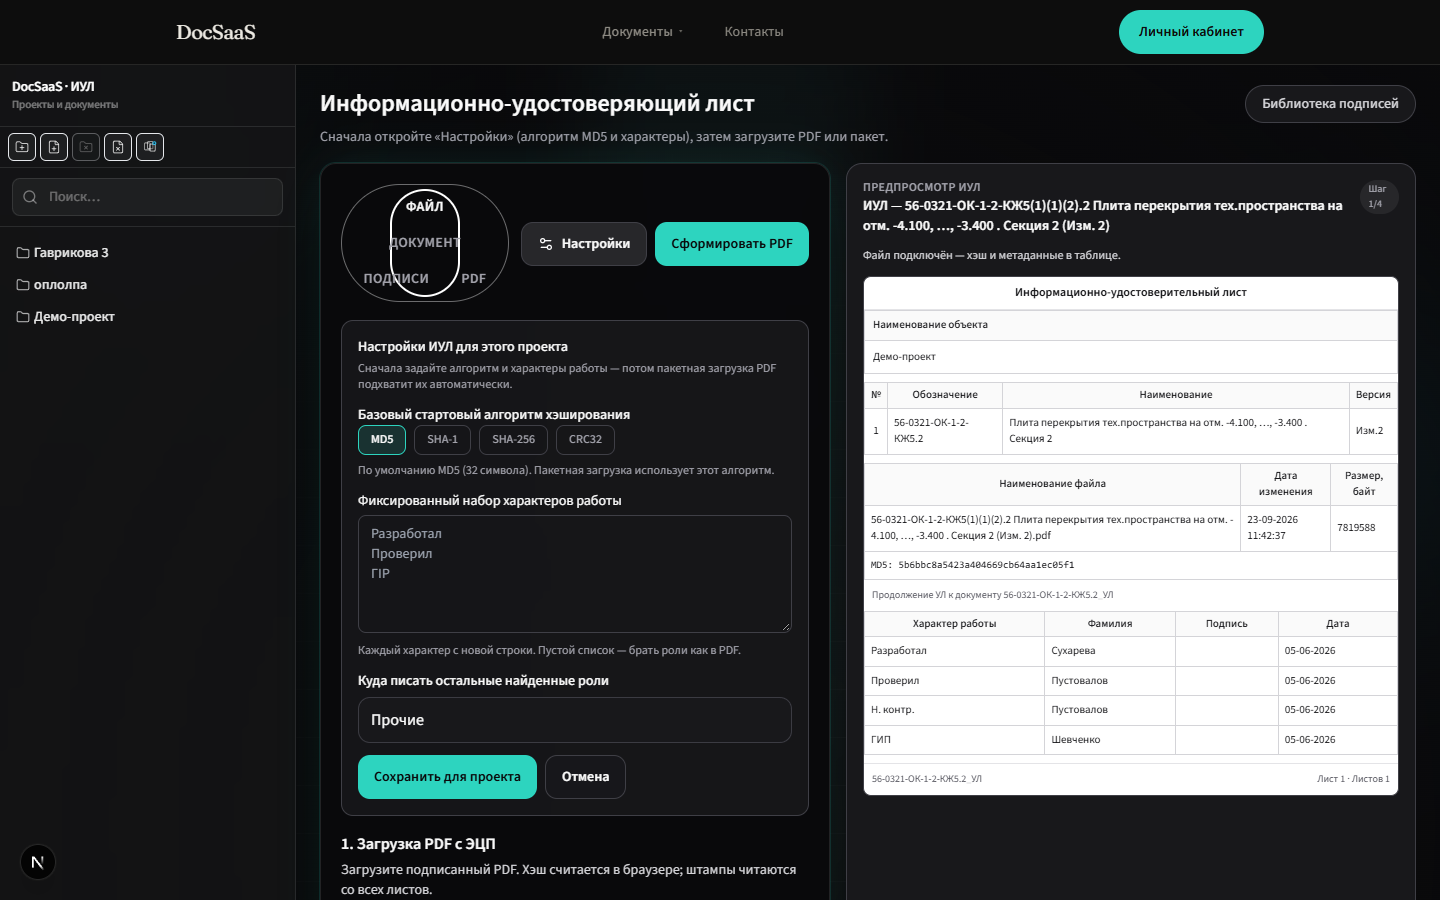 DocSaaS
Документы
Контакты
Личный кабинет
DocSaaS · ИУЛ
Проекты и документы
Поиск...
Гаврикова 3
оплолпа
Демо-проект
Информационно-удостоверяющий лист
Сначала откройте «Настройки» (алгоритм MD5 и характеры), затем загрузите PDF или пакет.
Библиотека подписей
ФАЙЛ
ДОКУМЕНТ
ПОДПИСИ
PDF
Настройки
Сформировать PDF
Настройки ИУЛ для этого проекта
Сначала задайте алгоритм и характеры работы — потом пакетная загрузка PDF
подхватит их автоматически.
Базовый стартовый алгоритм хэширования
MD5
SHA-1
SHA-256
CRC32
По умолчанию MD5 (32 символа). Пакетная загрузка использует этот алгоритм.
Фиксированный набор характеров работы
Разработал
Проверил
ГІР
Каждый характер с новой строки. Пустой список — брать роли как в PDF.
Куда писать остальные найденные роли
Прочие
Сохранить для проекта
Отмена
1. Загрузка PDF с ЭЦП
Загрузите подписанный PDF. Хэш считается в браузере; штампы читаются
со всех листов.
ПРЕДПРОСМОТР ИУЛ
ИУЛ — 56-0321-ОК-1-2-КЖ5(1)(1)(2).2 Плита перекрытия тех.пространства на
отм. -4.100, ..., -3.400 . Секция 2 (Изм. 2)
Шаг
1/4
Файл подключён — хэш и метаданные в таблице.
Информационно-удостоверительный лист
Наименование объекта
Демо-проект
№ Обозначение Наименование Версия
1 56-0321-ОК-1-2-
КЖ5.2 Плита перекрытия тех.пространства на отм. -4.100, ..., -3.400 .
Секция 2 Изм.2
Наименование файла Дата
изменения Размер,
байт
56-0321-ОК-1-2-КЖ5(1)(1)(2).2 Плита перекрытия тех.пространства на отм. -
4.100, ..., -3.400 . Секция 2 (Изм. 2).pdf 23-09-2026
11:42:37 7819588
MD5: 5b6bbc8a5423a404669cb64aa1ec05f1
Продолжение УЛ к документу 56-0321-ОК-1-2-КЖ5.2_УЛ
Характер работы Фамилия Подпись Дата
Разработал Сухарева 05-06-2026
Проверил Пустовалов 05-06-2026
Н. контр. Пустовалов 05-06-2026
ГИП Шевченко 05-06-2026
56-0321-ОК-1-2-КЖ5.2_УЛ
Лист 1 · Листов 1
N